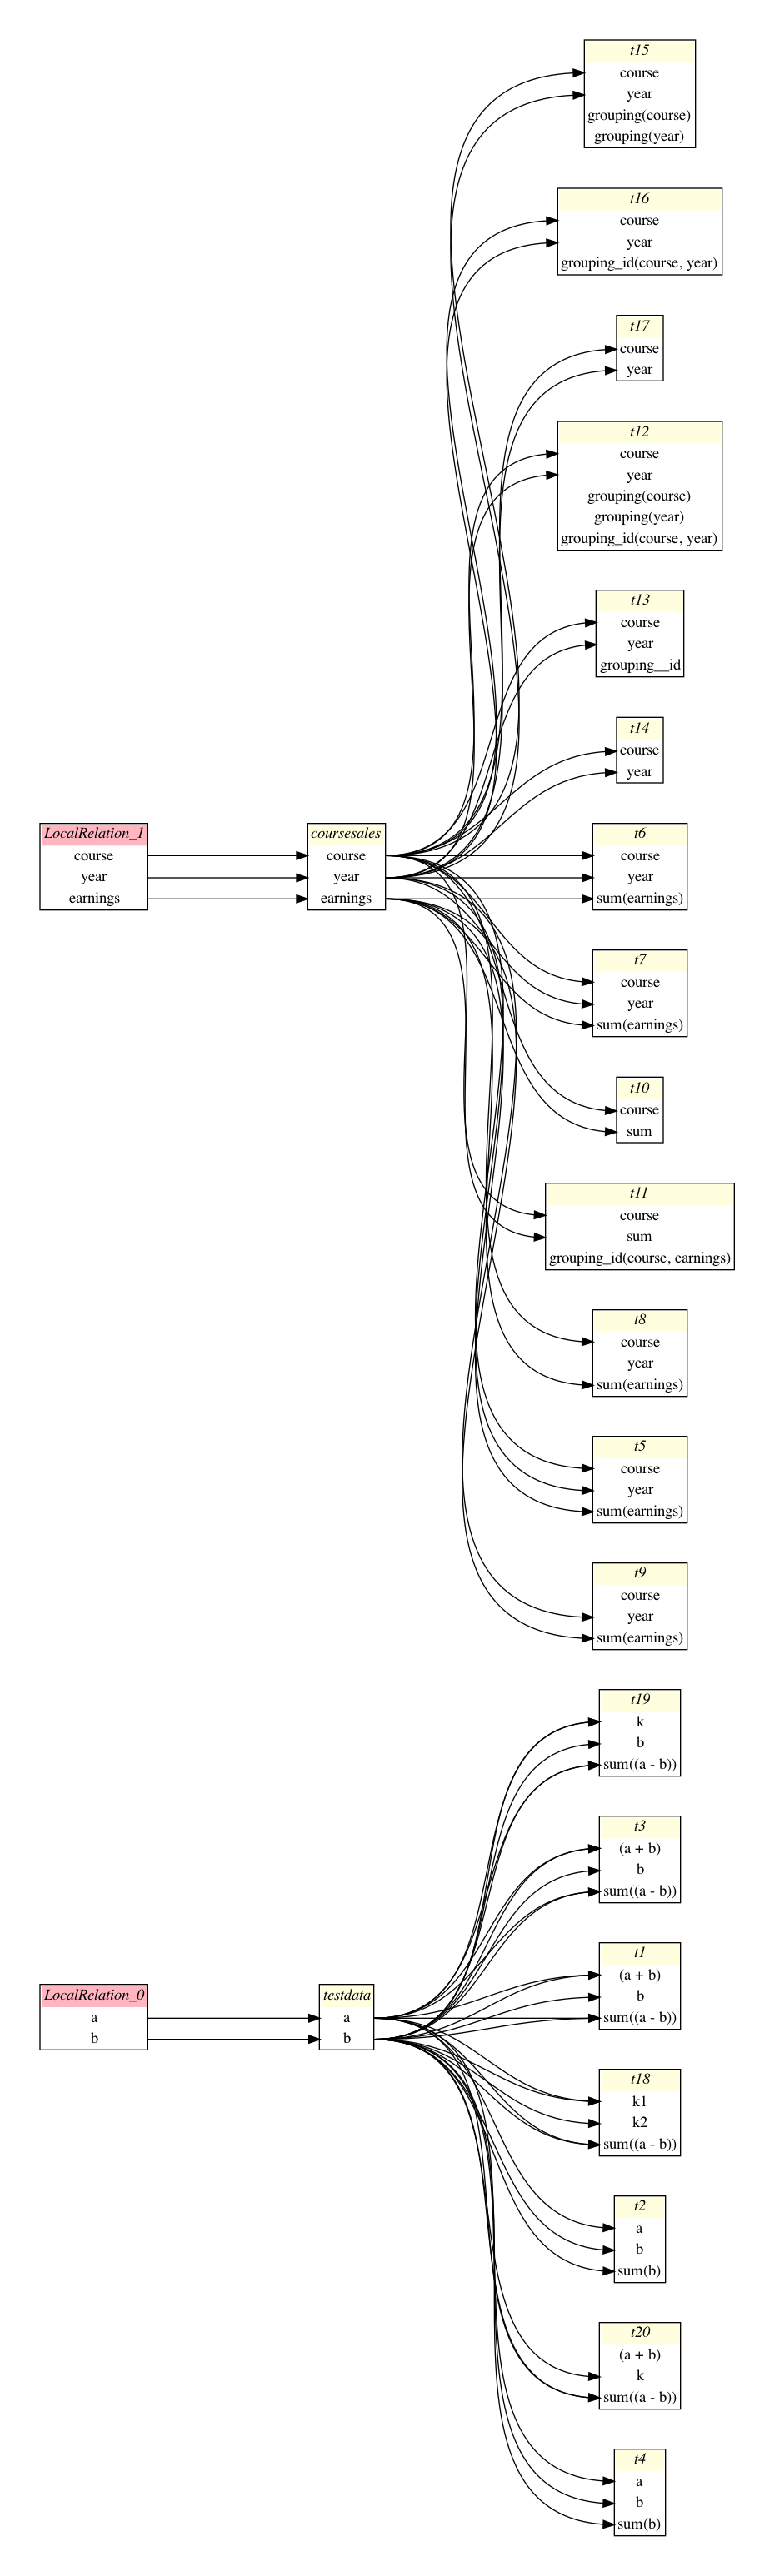 t15
course
year
grouping(course)
grouping(year)
t16
course
year
grouping_id(course, year)
t17
course
year
t12
course
year
grouping(course)
grouping(year)
grouping_id(course, year)
t13
course
year
grouping__id
t14
course
year
LocalRelation_1
course
year
earnings
coursesales
course
year
earnings
t6
course
year
sum(earnings)
t7
course
year
sum(earnings)
t10
course
sum
t11
course
sum
grouping_id(course, earnings)
t8
course
year
sum(earnings)
t5
course
year
sum(earnings)
t9
course
year
sum(earnings)
t19
k
b
sum((a - b))
t3
(a + b)
b
sum((a - b))
t1
(a + b)
b
sum((a - b))
LocalRelation_0
a
b
testdata
a
b
t18
k1
k2
sum((a - b))
t2
a
b
sum(b)
t20
(a + b)
k
sum((a - b))
t4
a
b
sum(b)